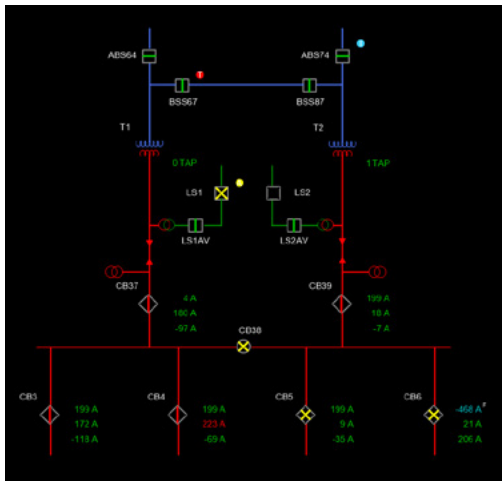 ABS64
ABS74
BSS67
BSS87
T1
T2
0 TAP
1 TAP
LS1
LS2
LS1AV
LS2AV
CB37
CB39
4 A
180 A
-97 A
199 A
18 A
-7 A
CB38
CB3
199 A
172 A
-118 A
CB4
199 A
223 A
-69 A
CB5
199 A
9 A
-35 A
CB6
-468 A
21 A
206 A